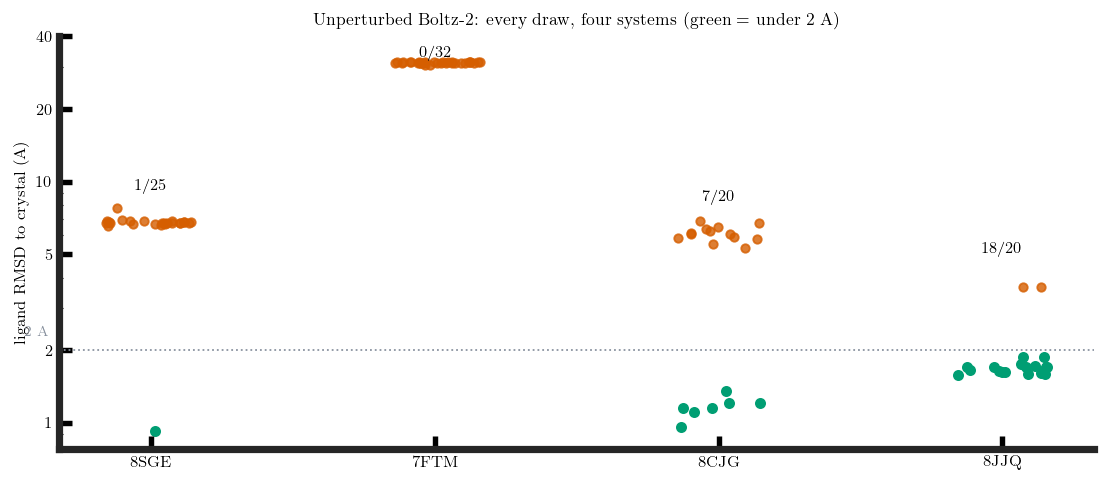 Unperturbed Boltz-2: every draw, four systems (green = under 2 A)
ligand RMSD to crystal (A)
40
20
10
5
2
1
2 A
1/25
0/32
7/20
18/20
8SGE
7FTM
8CJG
8JJQ